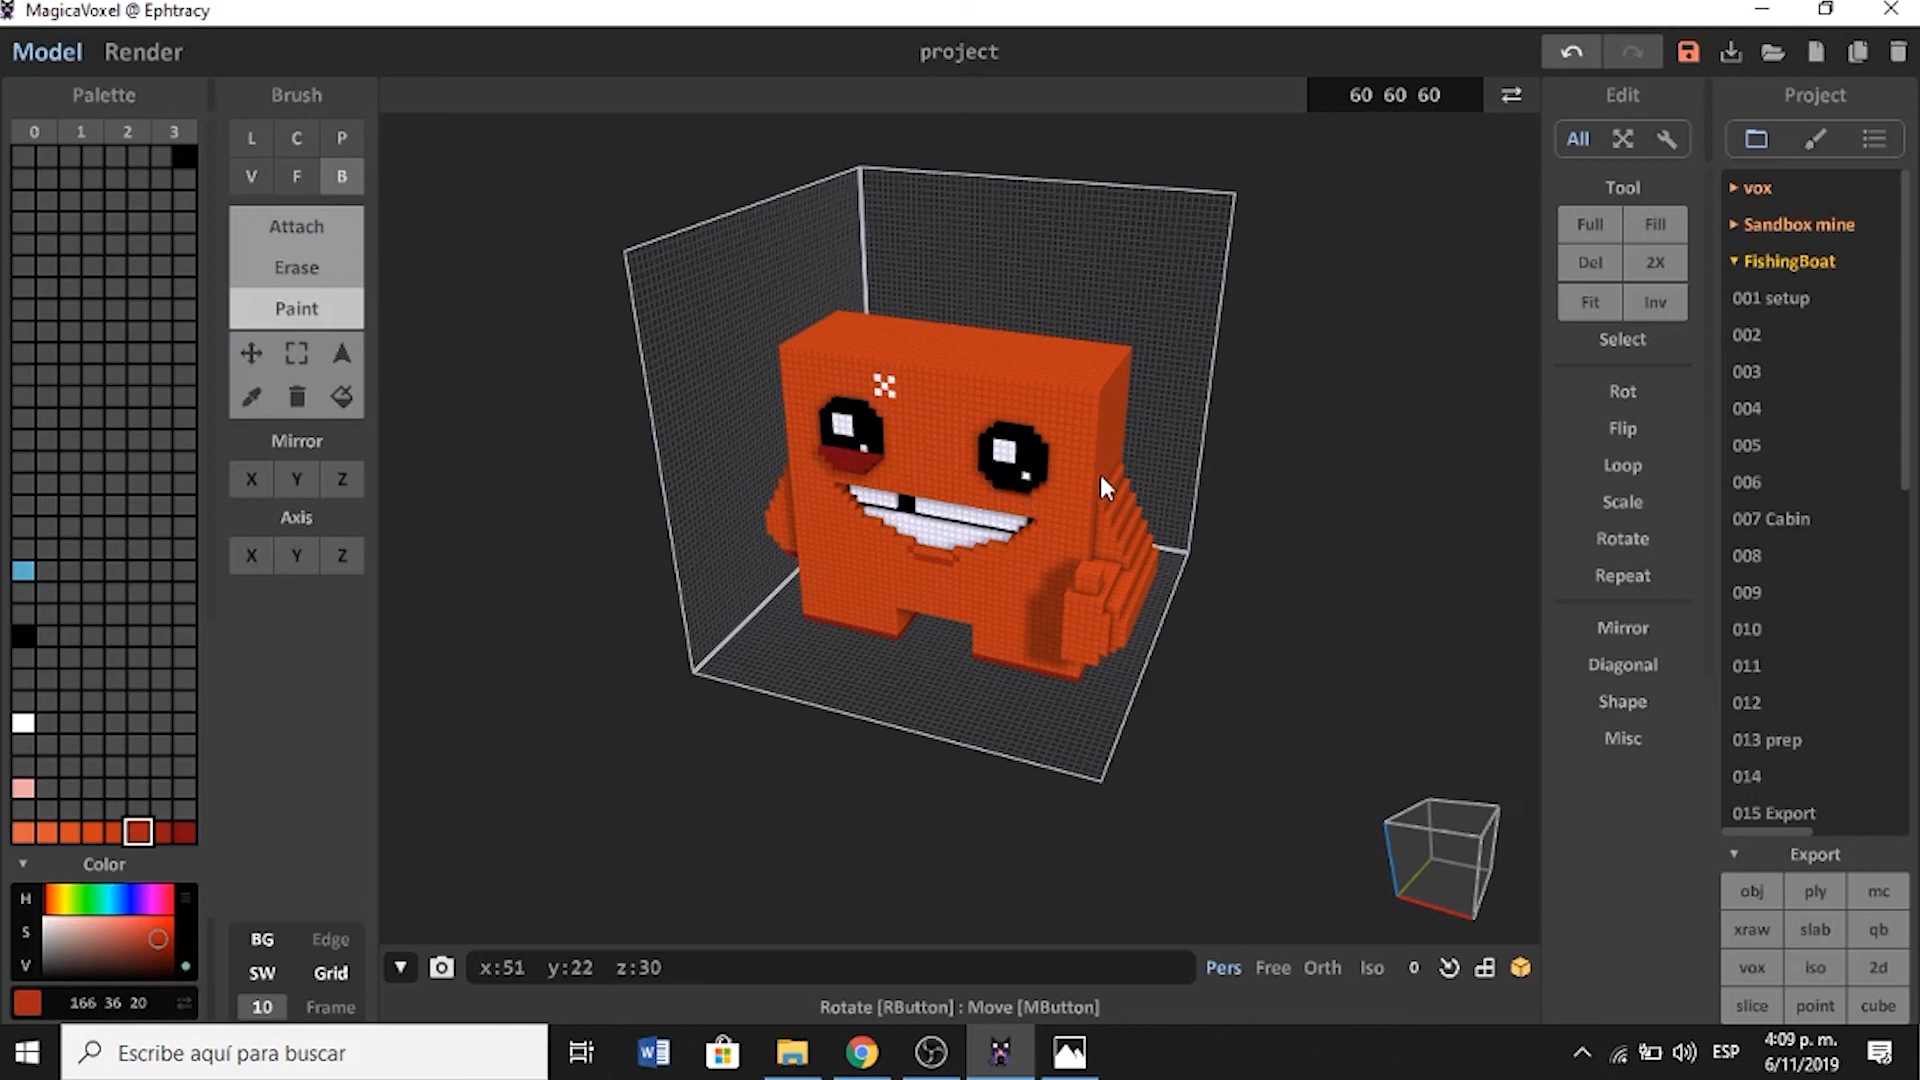 MagicaVoxel @ Ephtracy
Model Render
project
Palette
0 1 2 3
Color
H
S
V
166 36 20
Brush
L C P
V F B
Attach
Erase
Paint
Mirror
X Y Z
Axis
X Y Z
BG Edge
SW Grid
10 Frame
60 60 60
x:51 y:22 z:30
Pers Free Orth Iso 0
Rotate [RButton] : Move [MButton]
Edit
All
Tool
Full Fill
Del 2X
Fit Inv
Select
Rot
Flip
Loop
Scale
Rotate
Repeat
Mirror
Diagonal
Shape
Misc
Project
vox
Sandbox mine
FishingBoat
001 setup
002
003
004
005
006
007 Cabin
008
009
010
011
012
013 prep
014
015 Export
Export
obj ply mc
xraw slab qb
vox iso 2d
slice point cube
Escribe aquí para buscar
ESP
4:09 p. m.
6/11/2019